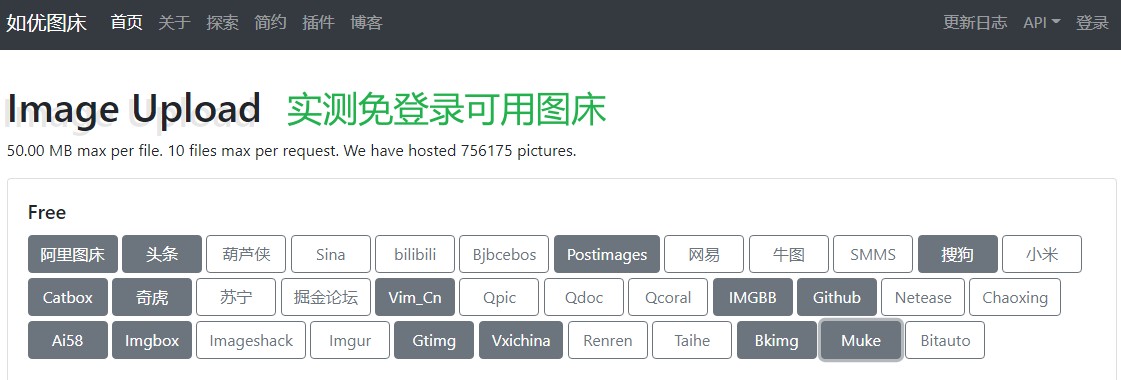 如优图床 首页 关于 探索 简约 插件 博客 更新日志 API 登录
Image Upload 实测免登录可用图床
50.00 MB max per file. 10 files max per request. We have hosted 756175 pictures.
Free
阿里图床 头条 葫芦侠 Sina bilibili Bjbcebos Postimages 网易 牛图 SMMS 搜狗 小米
Catbox 奇虎 苏宁 掘金论坛 Vim_Cn Qpic Qdoc Qcoral IMGBB Github Netease Chaoxing
Ai58 Imgbox Imageshack Imgur Gtimg Vxichina Renren Taihe Bkimg Muke Bitauto